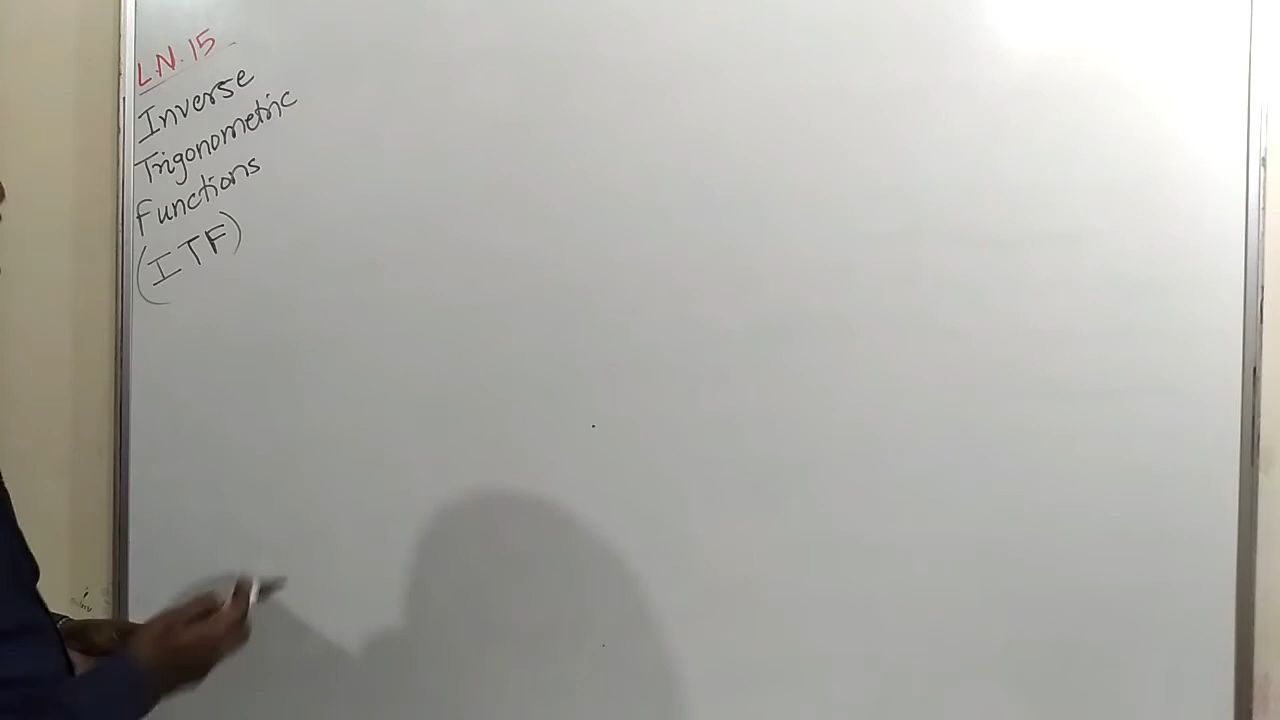 L.N. 15
Inverse
Trigonometric
Functions
(ITF)